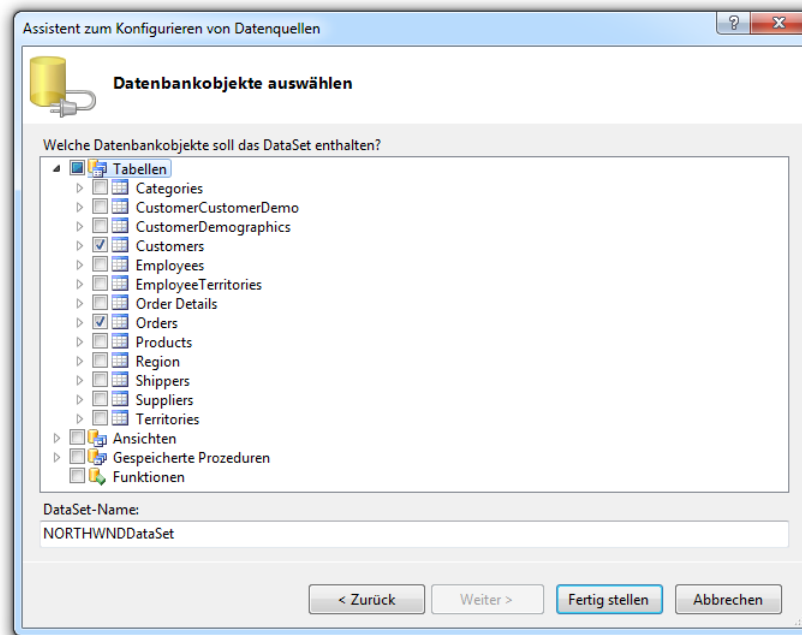 Assistent zum Konfigurieren von Datenquellen
Datenbankobjekte auswählen
Welche Datenbankobjekte soll das DataSet enthalten?
Tabellen
Categories
CustomerCustomerDemo
CustomerDemographics
Customers
Employees
EmployeeTerritories
Order Details
Orders
Products
Region
Shippers
Suppliers
Territories
Ansichten
Gespeicherte Prozeduren
Funktionen
DataSet-Name:
NORTHWNDDataSet
< Zurück Weiter > Fertig stellen Abbrechen